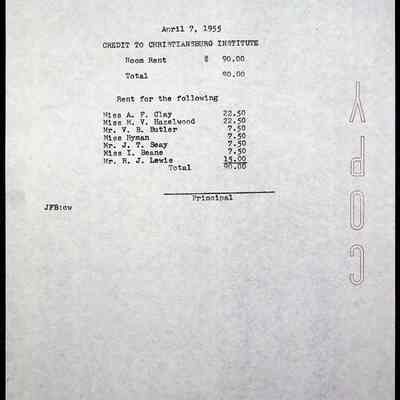 April 7, 1955
CREDIT TO CHRISTIANSBURG INSTITUTE
Room Rent $ 90.00
Total 90.00
Rent for the following
Miss A. F. Clay 22.50
Miss M. V. Hazelwood 22.50
Mr. V. B. Butler 7.50
Miss Hyman 7.50
Mr. J. T. Seay 7.50
Miss I. Beane 7.50
Mr. R. J. Lewis 15.00
Total 90.00
Principal
JFB:cw
COPY